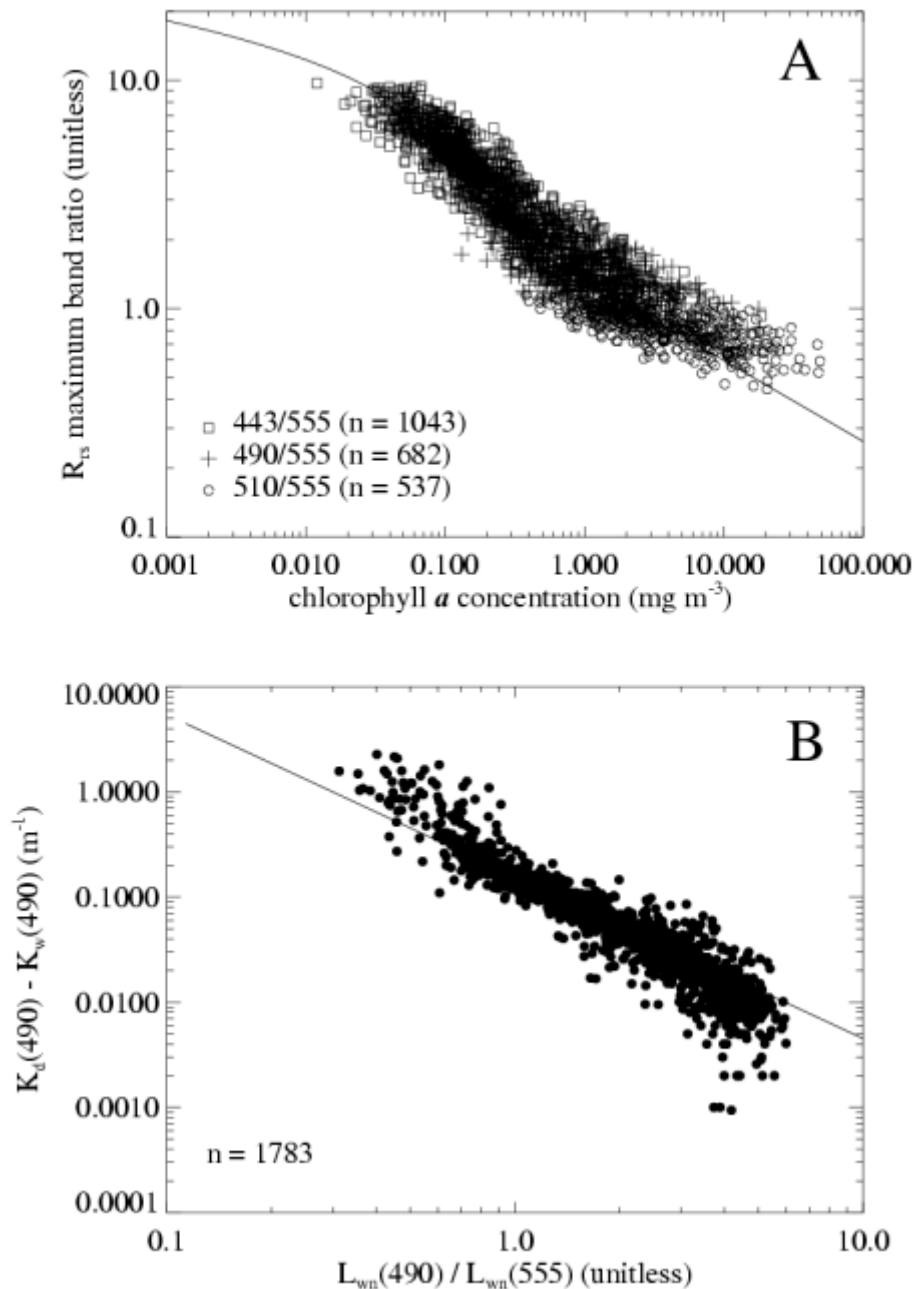 A
R_rs maximum band ratio (unitless)
10.0
1.0
0.1
□ 443/555 (n = 1043)
+ 490/555 (n = 682)
○ 510/555 (n = 537)
0.001 0.010 0.100 1.000 10.000 100.000
chlorophyll a concentration (mg m⁻³)
B
K_d(490) - K_w(490) (m⁻¹)
10.0000
1.0000
0.1000
0.0100
0.0010
0.0001
n = 1783
0.1 1.0 10.0
L_wn(490) / L_wn(555) (unitless)